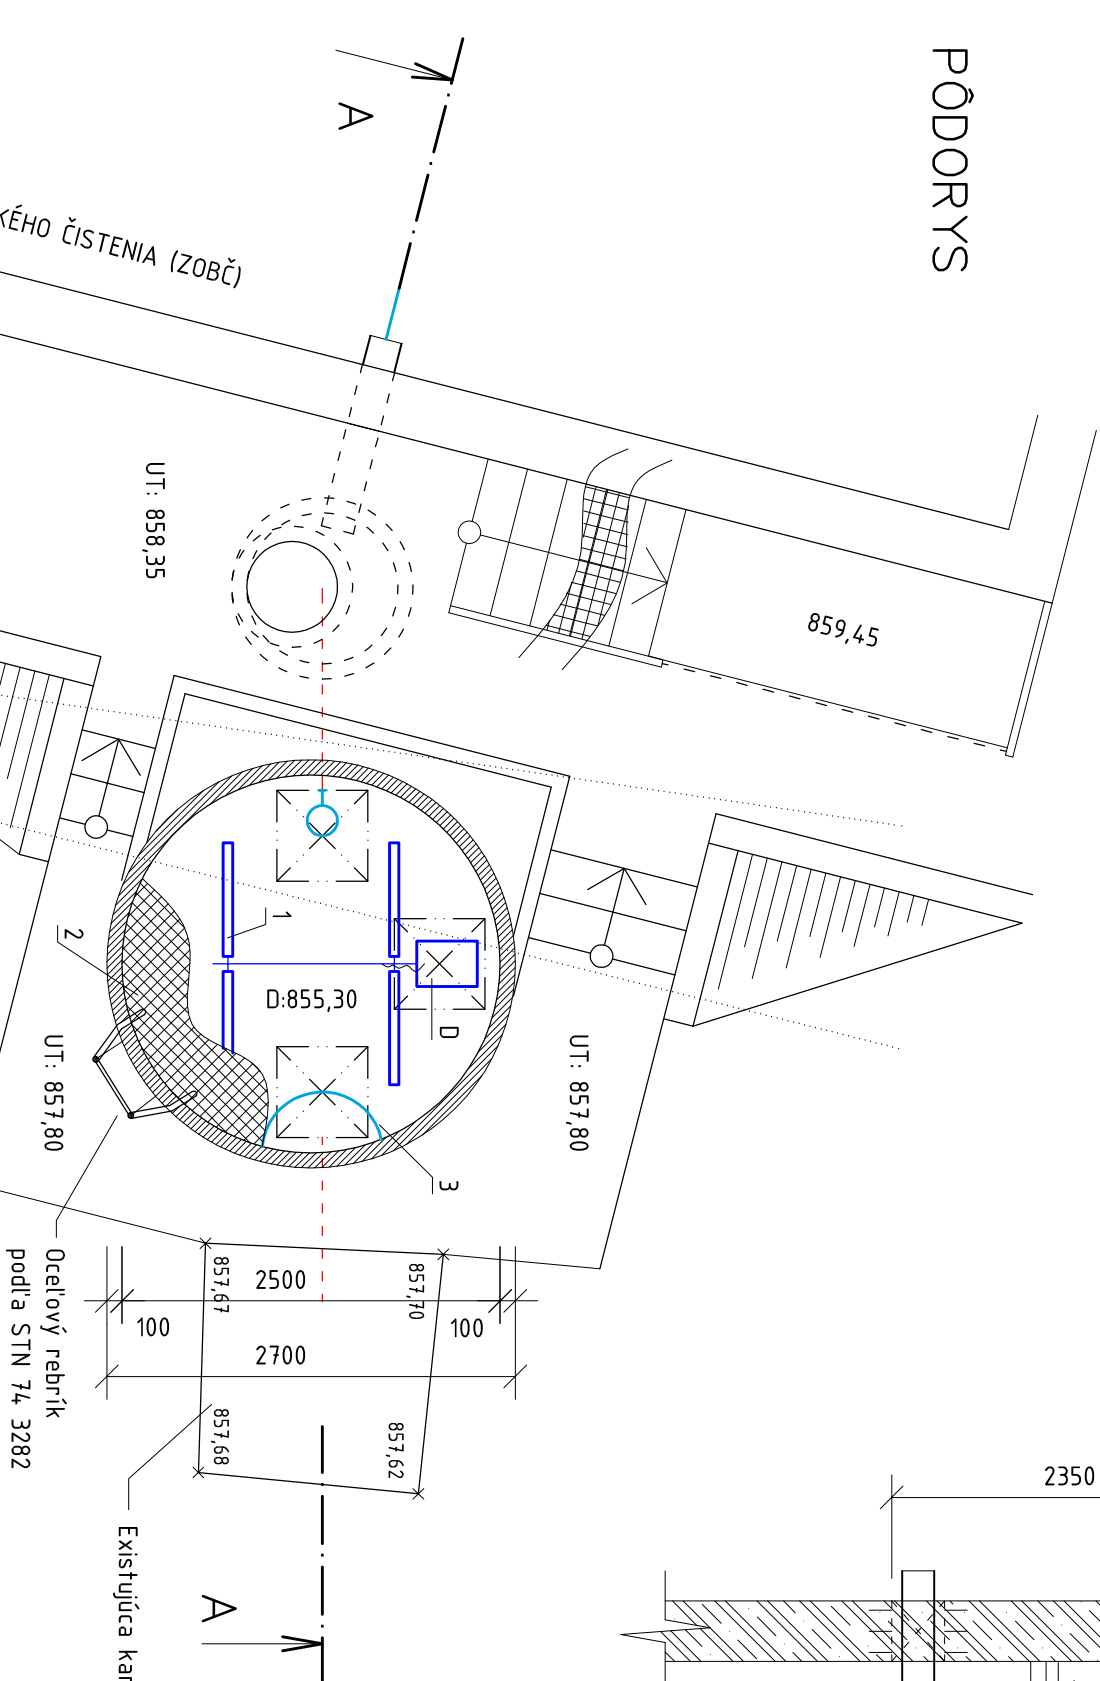 PÔDORYS
A
KÉHO ČISTENIA (ZOBČ)
UT: 858,35
859,45
1
2
D:855,30
D
UT: 857,80
UT: 857,80
3
Oceľový rebrík
podľa STN 74 3282
857,67
2500
857,70
100
100
2700
857,68
857,62
2350
Existujúca
A